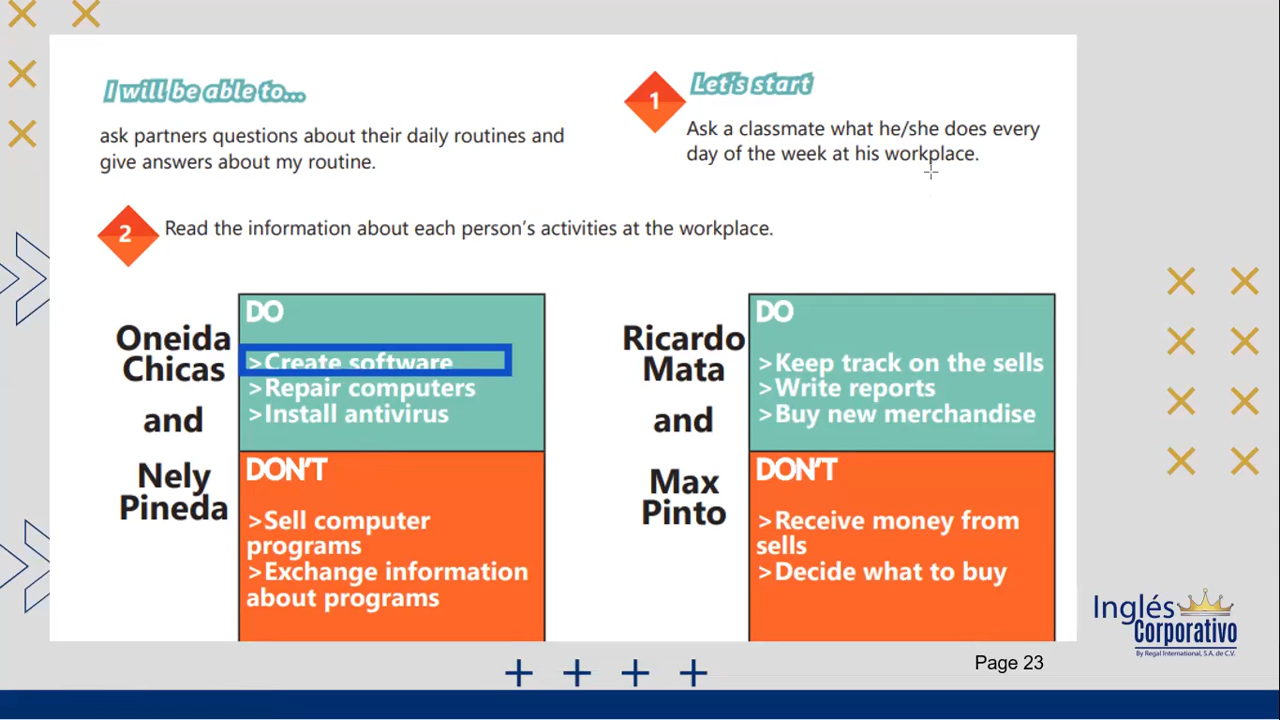 I will be able to...
ask partners questions about their daily routines and
give answers about my routine.
1
Let's start
Ask a classmate what he/she does every
day of the week at his workplace.
2
Read the information about each person's activities at the workplace.
Oneida
Chicas
and
Nely
Pineda
DO
>Create software
>Repair computers
>Install antivirus
DON'T
>Sell computer
programs
>Exchange information
about programs
Ricardo
Mata
and
Max
Pinto
DO
>Keep track on the sells
>Write reports
>Buy new merchandise
DON'T
>Receive money from
sells
>Decide what to buy
Inglés
Corporativo
By Regal International, S.A. de C.V.
Page 23